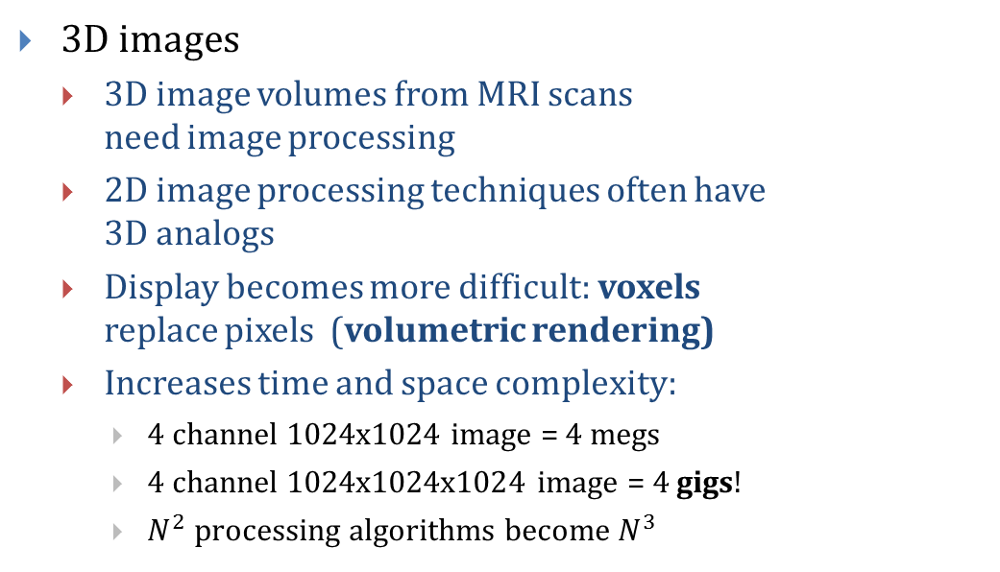 3D images
3D image volumes from MRI scans
need image processing
2D image processing techniques often have
3D analogs
Display becomes more difficult: voxels
replace pixels (volumetric rendering)
Increases time and space complexity:
4 channel 1024x1024 image = 4 megs
4 channel 1024x1024x1024 image = 4 gigs!
N² processing algorithms become N³